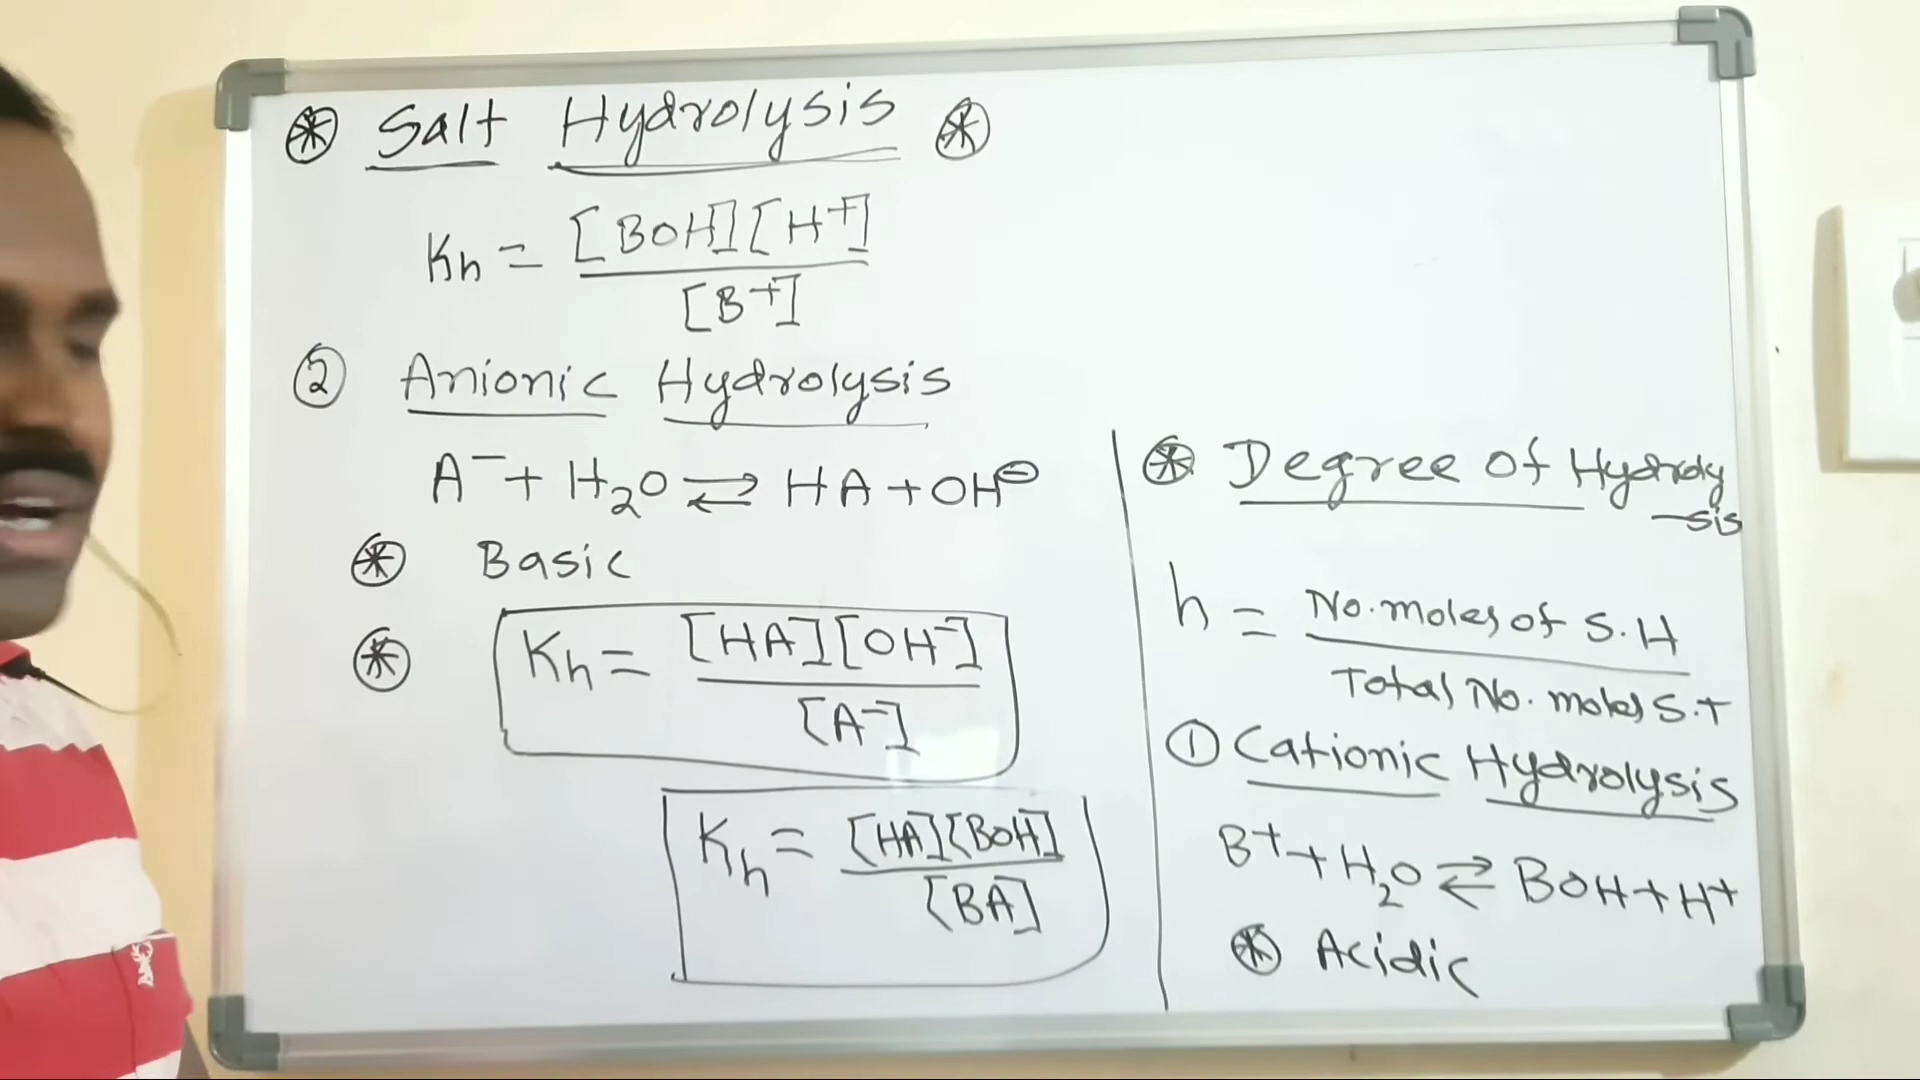 * Salt Hydrolysis *
Kh = [BOH][H+] / [B+]
② Anionic Hydrolysis
A⁻ + H₂O ⇌ HA + OH⊖
* Basic
* Kh = [HA][OH⁻] / [A⁻]
Kh = [HA][BOH] / [BA]
* Degree of Hydroly
-sis
h = No. moles of S.H / Total No. moles S.T
① Cationic Hydrolysis
B+ + H₂O ⇌ BOH + H+
* Acidic